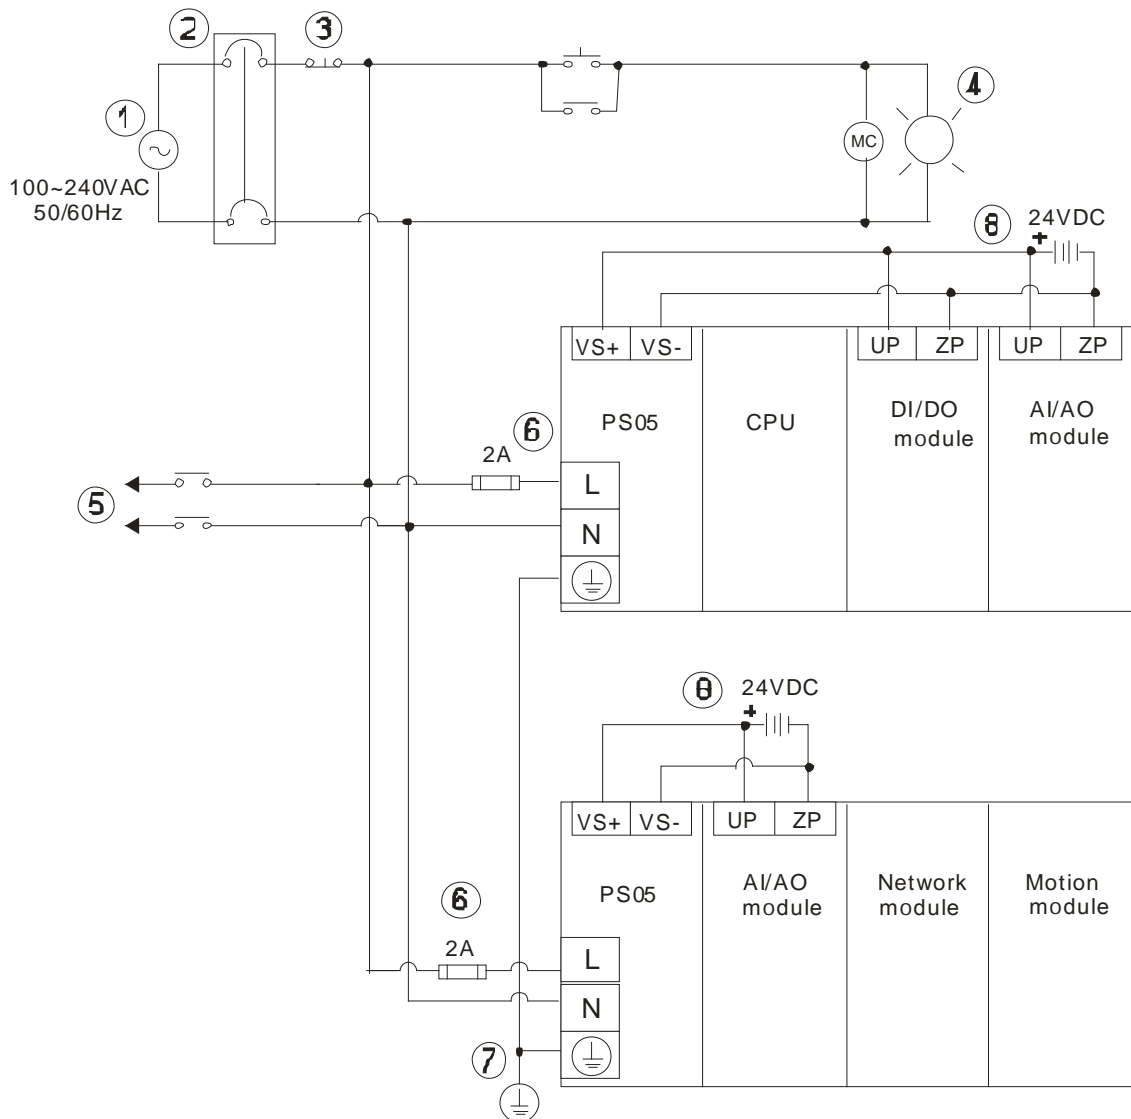 2
3
1
4
MC
100~240VAC
50/60Hz
8
24VDC
+
VS+ VS- UP ZP UP ZP
PS05 CPU
DI/DO
module
AI/AO
module
6
2A
L
5
N
8
24VDC
+
VS+ VS- UP ZP
PS05
AI/AO
module
Network
module
Motion
module
6
2A
L
N
7